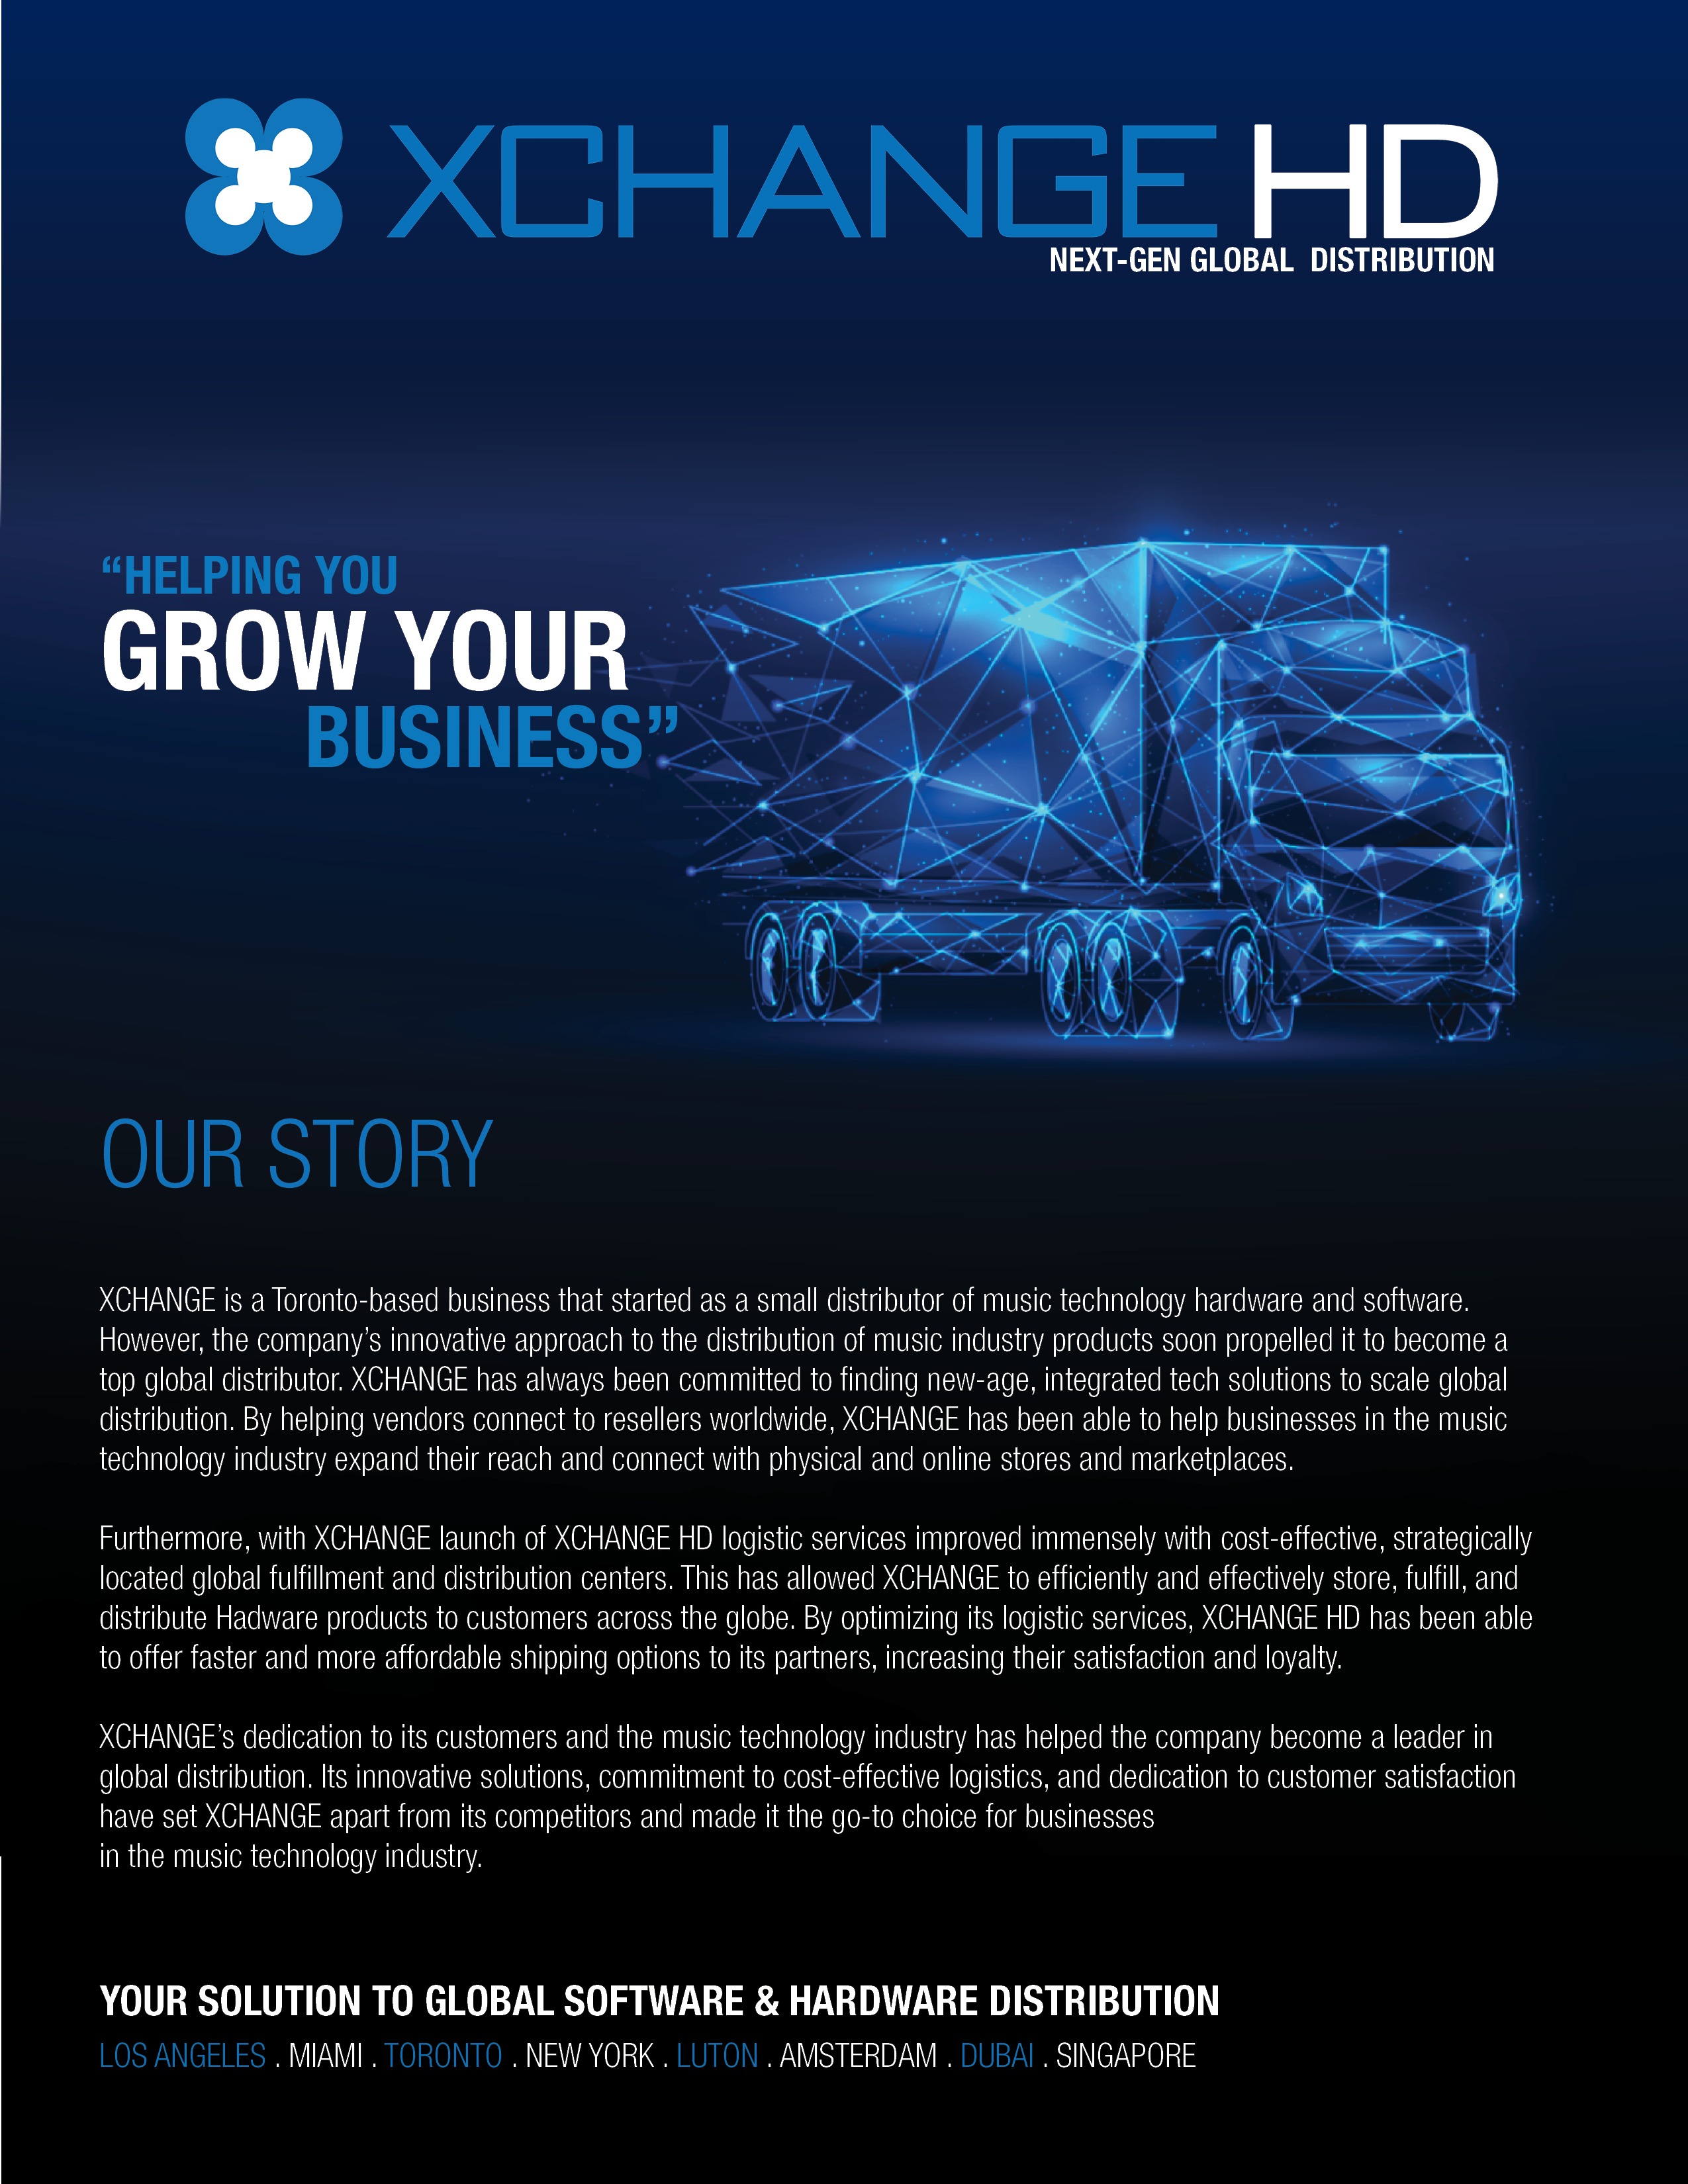 XCHANGE HD
NEXT-GEN GLOBAL DISTRIBUTION
“HELPING YOU
GROW YOUR
BUSINESS”
OUR STORY
XCHANGE is a Toronto-based business that started as a small distributor of music technology hardware and software.
However, the company’s innovative approach to the distribution of music industry products soon propelled it to become a
top global distributor. XCHANGE has always been committed to finding new-age, integrated tech solutions to scale global
distribution. By helping vendors connect to resellers worldwide, XCHANGE has been able to help businesses in the music
technology industry expand their reach and connect with physical and online stores and marketplaces.
Furthermore, with XCHANGE launch of XCHANGE HD logistic services improved immensely with cost-effective, strategically
located global fulfillment and distribution centers. This has allowed XCHANGE to efficiently and effectively store, fulfill, and
distribute Hadware products to customers across the globe. By optimizing its logistic services, XCHANGE HD has been able
to offer faster and more affordable shipping options to its partners, increasing their satisfaction and loyalty.
XCHANGE’s dedication to its customers and the music technology industry has helped the company become a leader in
global distribution. Its innovative solutions, commitment to cost-effective logistics, and dedication to customer satisfaction
have set XCHANGE apart from its competitors and made it the go-to choice for businesses
in the music technology industry.
YOUR SOLUTION TO GLOBAL SOFTWARE & HARDWARE DISTRIBUTION
LOS ANGELES . MIAMI . TORONTO . NEW YORK . LUTON . AMSTERDAM . DUBAI . SINGAPORE